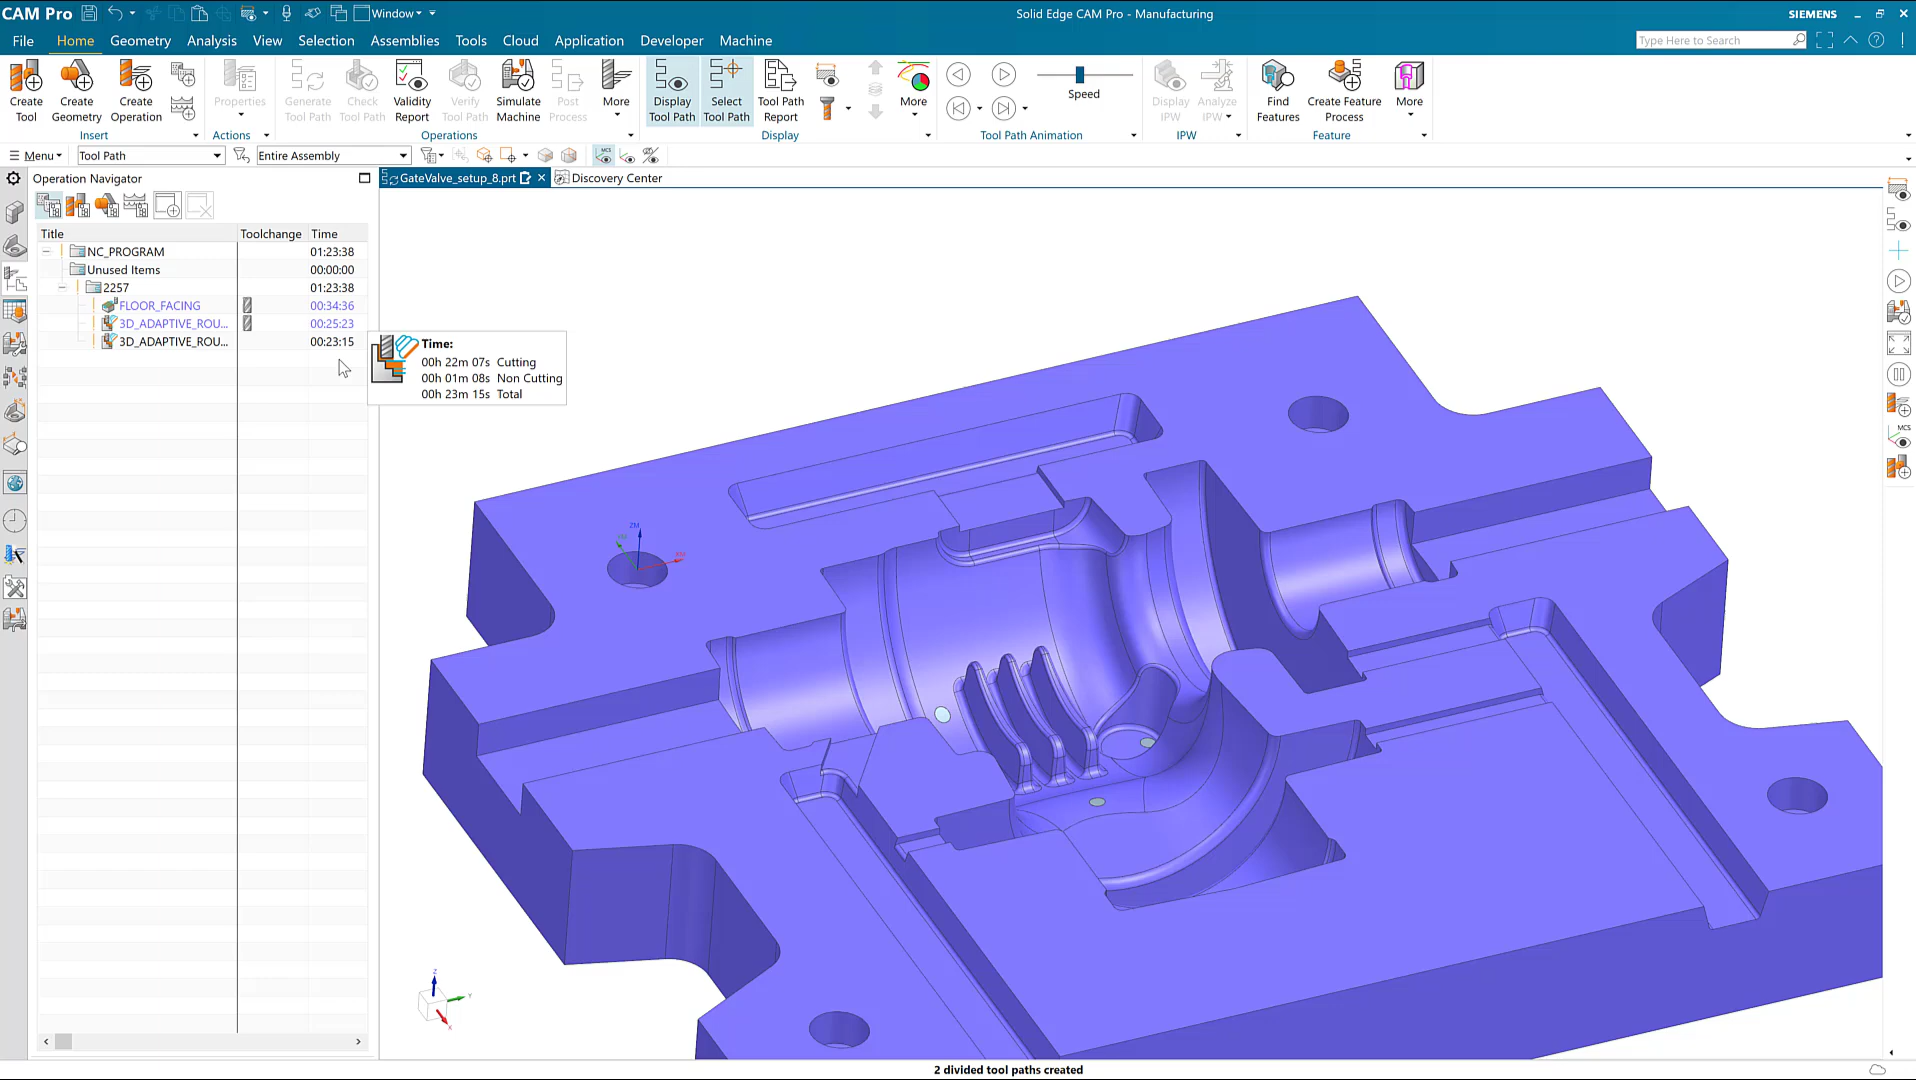 CAM Pro Window Solid Edge CAM Pro - Manufacturing SIEMENS
File Home Geometry Analysis View Selection Assemblies Tools Cloud Application Developer Machine Type Here to Search
Create Tool
Create Geometry
Create Operation
Insert
Properties
Actions
Generate Tool Path
Check Tool Path
Validity Report
Verify Tool Path
Simulate Machine
Post Process
More
Operations
Display Tool Path
Select Tool Path
Tool Path Report
More
Display
Speed
Tool Path Animation
Display IPW
Analyze IPW
IPW
Find Features
Create Feature Process
More
Feature
Menu Tool Path Entire Assembly
Operation Navigator
GateValve_setup_8.prt Discovery Center
Title Toolchange Time
NC_PROGRAM 01:23:38
Unused Items 00:00:00
2257 01:23:38
FLOOR_FACING 00:34:36
3D_ADAPTIVE_ROU... 00:25:23
3D_ADAPTIVE_ROU... 00:23:15
Time:
00h 22m 07s Cutting
00h 01m 08s Non Cutting
00h 23m 15s Total
MCS
ZM
YM
XM
Z
Y
X
2 divided tool paths created